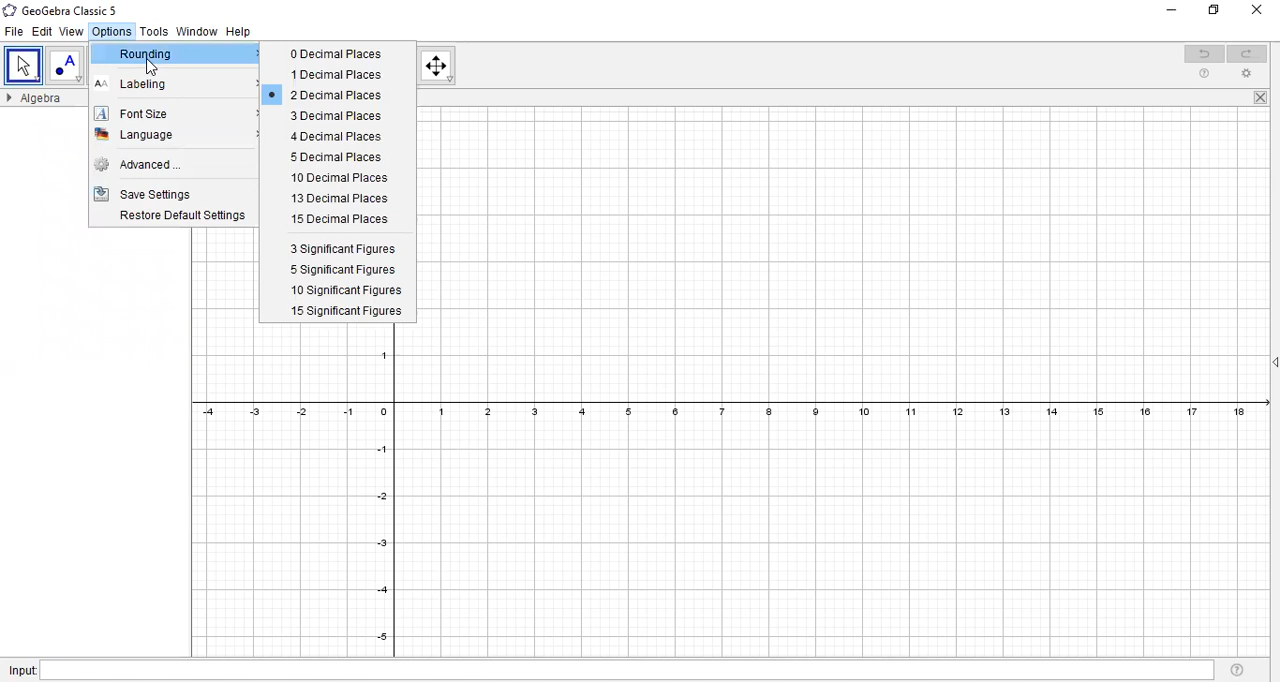 GeoGebra Classic 5
File Edit View Options Tools Window Help
A
Algebra
Rounding
AA Labeling
A Font Size
Language
Advanced ...
Save Settings
Restore Default Settings
0 Decimal Places
1 Decimal Places
2 Decimal Places
3 Decimal Places
4 Decimal Places
5 Decimal Places
10 Decimal Places
13 Decimal Places
15 Decimal Places
3 Significant Figures
5 Significant Figures
10 Significant Figures
15 Significant Figures
1
-4 -3 -2 -1 0 1 2 3 4 5 6 7 8 9 10 11 12 13 14 15 16 17 18
-1
-2
-3
-4
-5
Input: